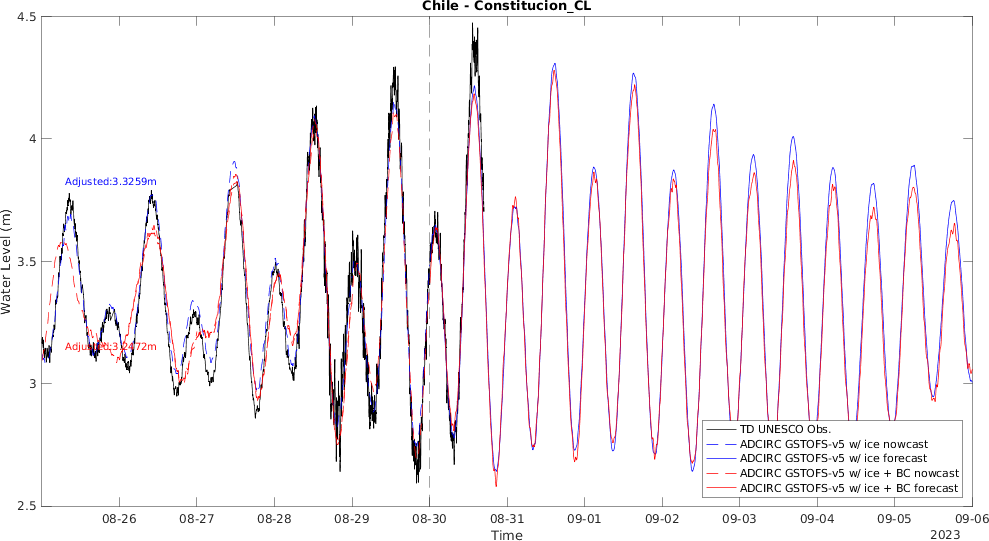 Chile - Constitucion_CL
4.5
4
3.5
3
2.5
Water Level (m)
Adjusted:3.3259m
Adjusted:3.2472m
TD UNESCO Obs.
ADCIRC GSTOFS-v5 w/ ice nowcast
ADCIRC GSTOFS-v5 w/ ice forecast
ADCIRC GSTOFS-v5 w/ ice + BC nowcast
ADCIRC GSTOFS-v5 w/ ice + BC forecast
08-26 08-27 08-28 08-29 08-30 08-31 09-01 09-02 09-03 09-04 09-05 09-06
Time
2023